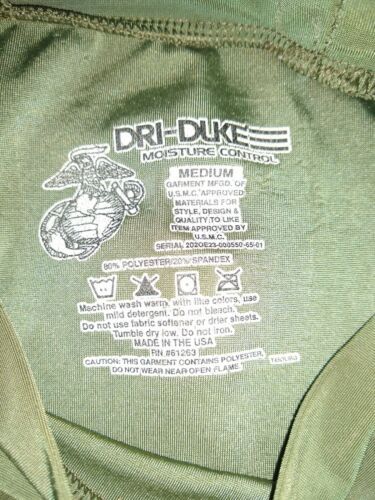 DRI-DUKE
MOISTURE CONTROL
MEDIUM
GARMENT MFGD. OF
U.S.M.C. APPROVED
MATERIALS FOR
STYLE, DESIGN &
QUALITY TO LIKE
ITEM APPROVED BY
U.S.M.C.
SERIAL
80% POLYESTER/20% SPANDEX
Machine wash warm, with like colors, use
mild detergent. Do not bleach.
Do not use fabric softener or drier sheets.
Tumble dry low. Do not iron.
MADE IN THE USA
RN #61263
CAUTION: THIS GARMENT CONTAINS POLYESTER,
DO NOT WEAR NEAR OPEN FLAME